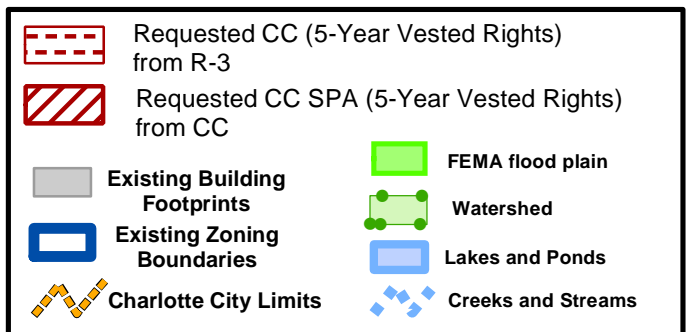 Requested CC (5-Year Vested Rights)
from R-3
Requested CC SPA (5-Year Vested Rights)
from CC
Existing Building
Footprints
Existing Zoning
Boundaries
Charlotte City Limits
FEMA flood plain
Watershed
Lakes and Ponds
Creeks and Streams